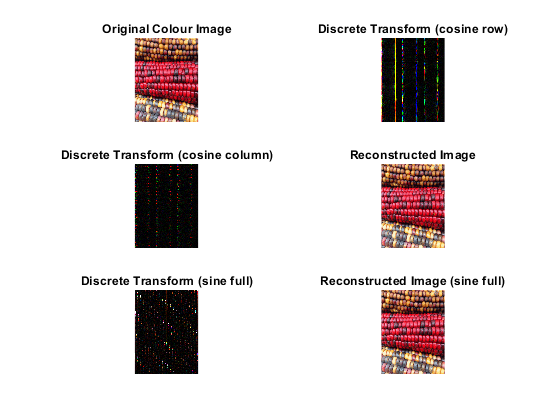 Original Colour Image
Discrete Transform (cosine row)
Discrete Transform (cosine column)
Reconstructed Image
Discrete Transform (sine full)
Reconstructed Image (sine full)